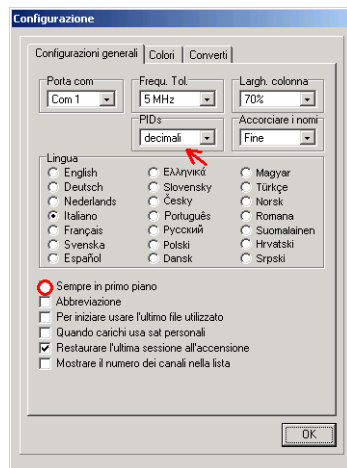 Configurazione
Configurazioni generali Colori Converti
Porta com Frequ. Tol. Largh. colonna
Com 1 5 MHz 70%
PIDs Accorciare i nomi
decimali Fine
Lingua
English Ελληνικά Magyar
Deutsch Slovensky Türkçe
Nederlands Česky Norsk
Italiano Português Romana
Français Русский Suomalainen
Svenska Polski Hrvatski
Español Dansk Srpski
Sempre in primo piano
Abbreviazione
Per iniziare usare l'ultimo file utilizzato
Quando carichi usa sat personali
Restaurare l'ultima sessione all'accensione
Mostrare il numero dei canali nella lista
OK